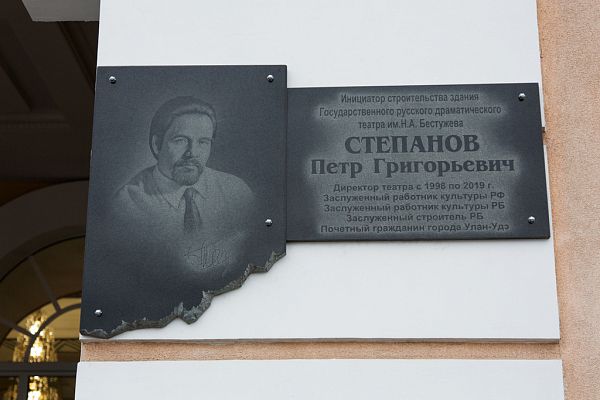 Инициатор строительства здания
Государственного русского драматического
театра им.Н.А. Бестужева
СТЕПАНОВ
Петр Григорьевич
Директор театра с 1998 по 2019 г.
Заслуженный работник культуры РФ
Заслуженный работник культуры РБ
Заслуженный строитель РБ
Почетный гражданин города Улан-Удэ